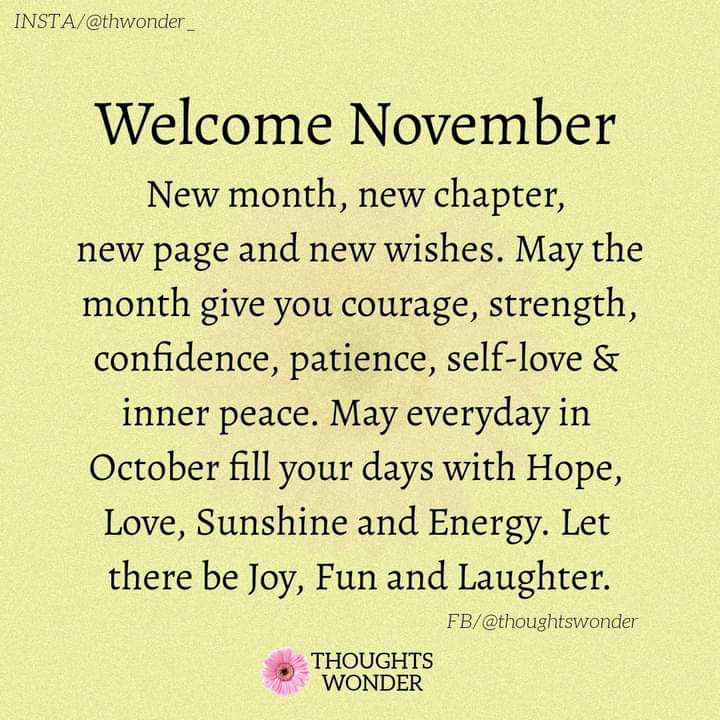 INSTA/@thwonder_
Welcome November
New month, new chapter,
new page and new wishes. May the
month give you courage, strength,
confidence, patience, self-love &
inner peace. May everyday in
October fill your days with Hope,
Love, Sunshine and Energy. Let
there be Joy, Fun and Laughter.
FB/@thoughtswonder
THOUGHTS
WONDER